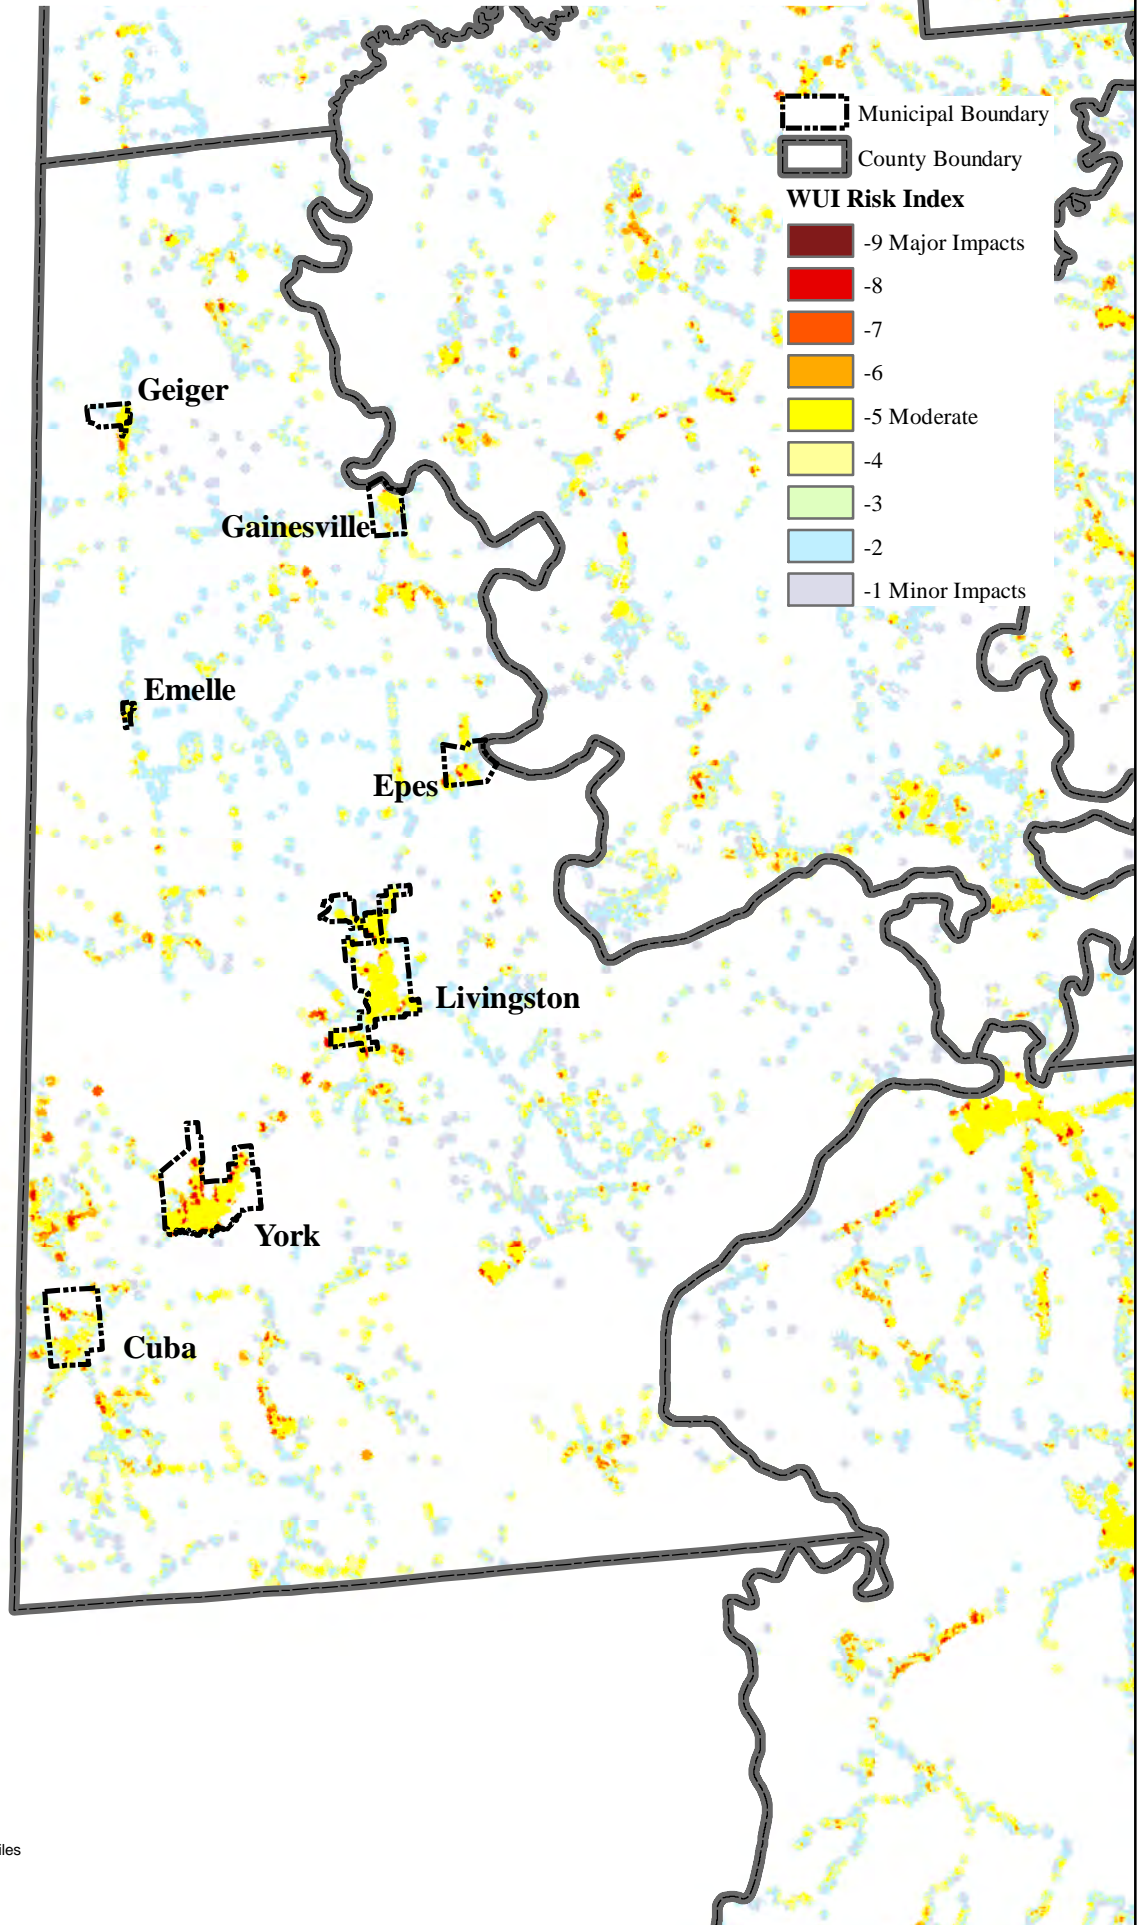 Municipal Boundary
County Boundary
WUI Risk Index
-9 Major Impacts
-8
-7
-6
-5 Moderate
-4
-3
-2
-1 Minor Impacts
Geiger
Gainesville
Emelle
Epes
Livingston
York
Cuba
iles